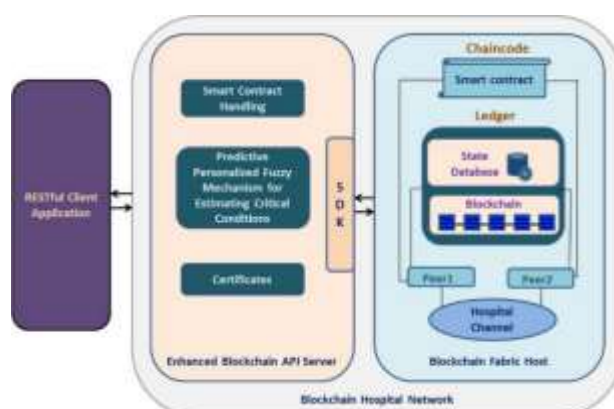 RESTful Client
Application
Smart Contract
Handling
Predictive
Personalized Fuzzy
Mechanism for
Estimating Critical
Conditions
Certificates
S
D
K
Enhanced Blockchain API Server
Chaincode
Smart contract
Ledger
State
Database
Blockchain
Peer1
Peer2
Hospital
Channel
Blockchain Fabric Host
Blockchain Hospital Network